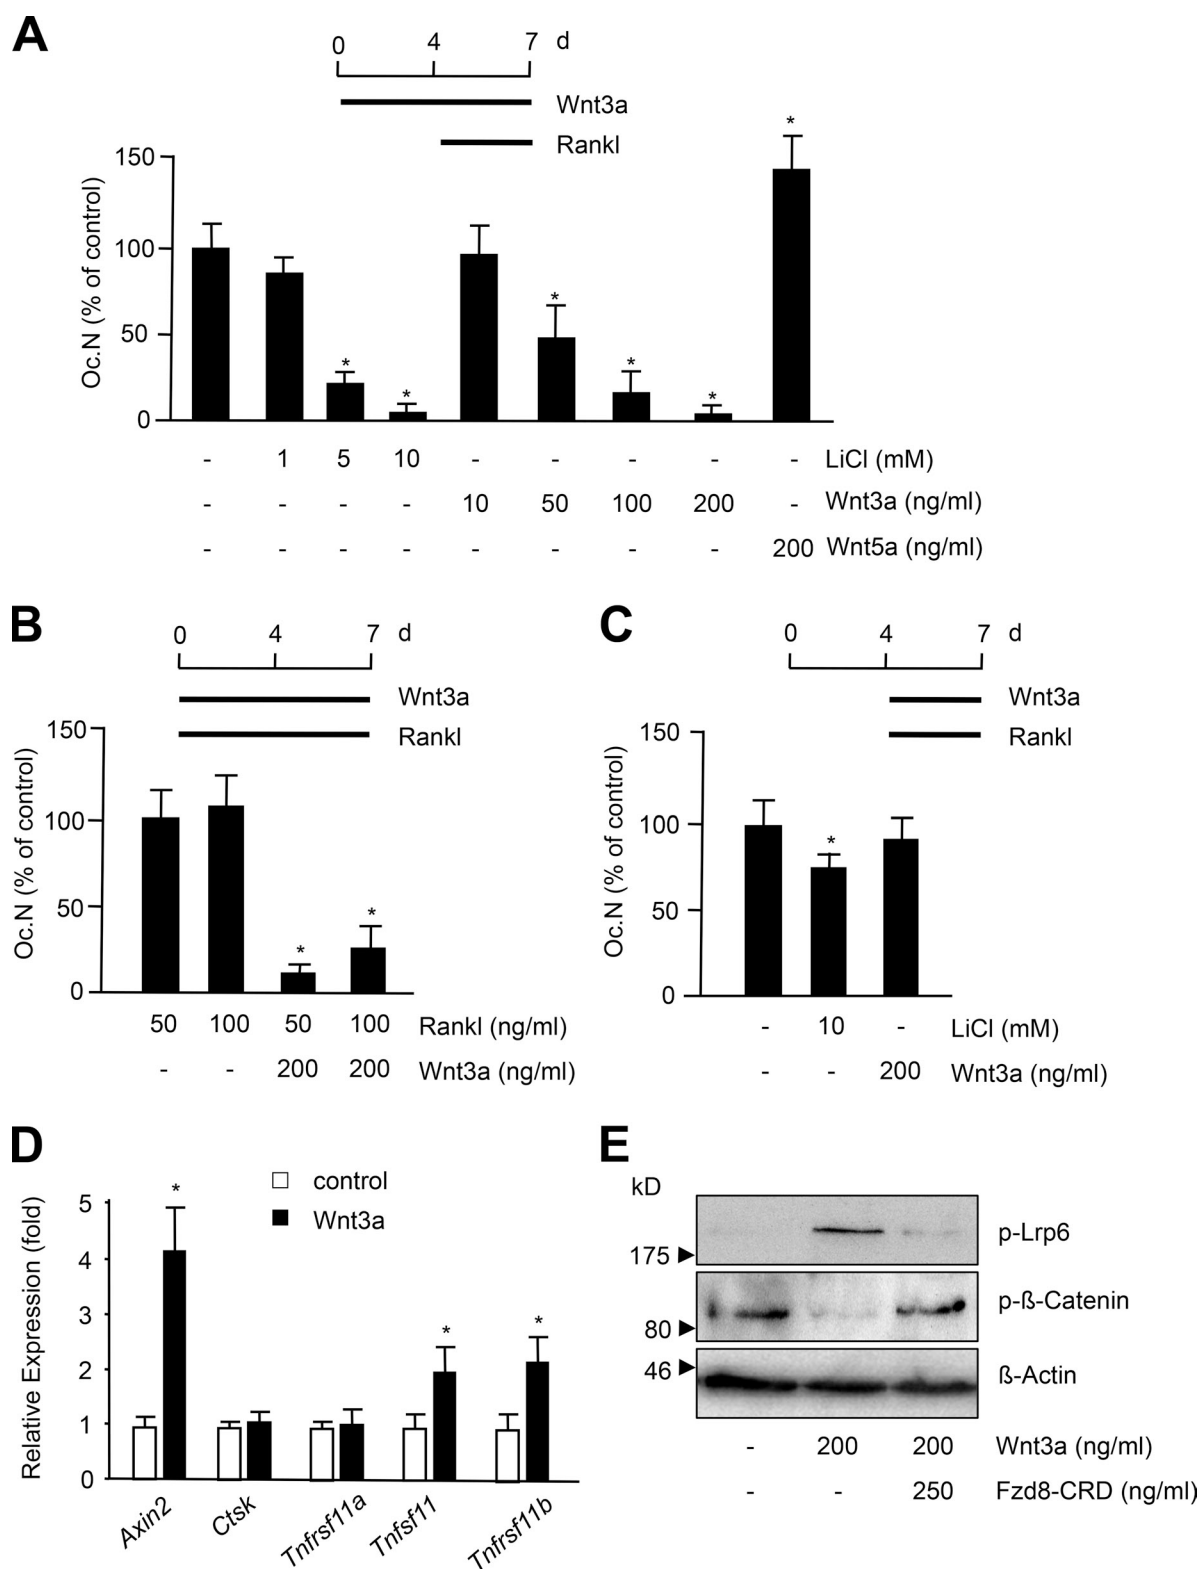 A
0 4 7 d
Wnt3a
Rankl
Oc.N (% of control)
150
100
50
0
* * * * * *
- 1 5 10 - - - - - LiCl (mM)
- - - - 10 50 100 200 - Wnt3a (ng/ml)
- - - - - - - - 200 Wnt5a (ng/ml)
B
0 4 7 d
Wnt3a
Rankl
Oc.N (% of control)
150
100
50
0
* *
50 100 50 100 Rankl (ng/ml)
- - 200 200 Wnt3a (ng/ml)
C
0 4 7 d
Wnt3a
Rankl
Oc.N (% of control)
150
100
50
0
*
- 10 - LiCl (mM)
- - 200 Wnt3a (ng/ml)
D
control
Wnt3a
Relative Expression (fold)
5
4
3
2
1
0
* * *
Axin2
Ctsk
Tnfrsf11a
Tnfsf11
Tnfrsf11b
E
kD
175
p-Lrp6
80
p-ß-Catenin
46
ß-Actin
- 200 200 Wnt3a (ng/ml)
- - 250 Fzd8-CRD (ng/ml)